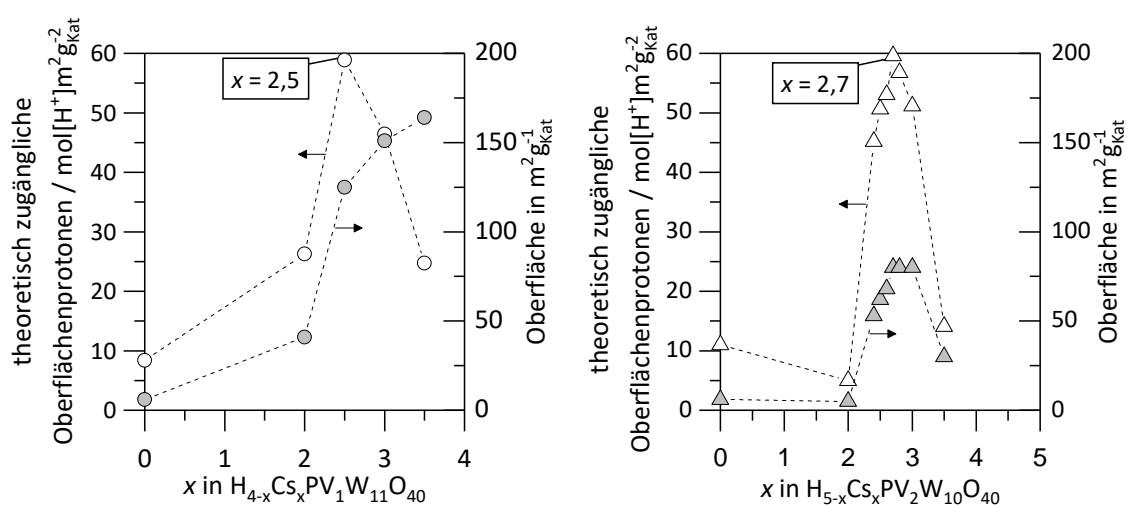 theoretisch zugängliche
Oberflächenprotonen / mol[H⁺]m²g⁻²Kat
60
50
40
30
20
10
0
x = 2,5
200
150
100
50
0
Oberfläche in m²g⁻¹Kat
0 1 2 3 4
x in H₄₋ₓCsₓPV₁W₁₁O₄₀
theoretisch zugängliche
Oberflächenprotonen / mol[H⁺]m²g⁻²Kat
60
50
40
30
20
10
0
x = 2,7
200
150
100
50
0
Oberfläche in m²g⁻¹Kat
0 1 2 3 4 5
x in H₅₋ₓCsₓPV₂W₁₀O₄₀